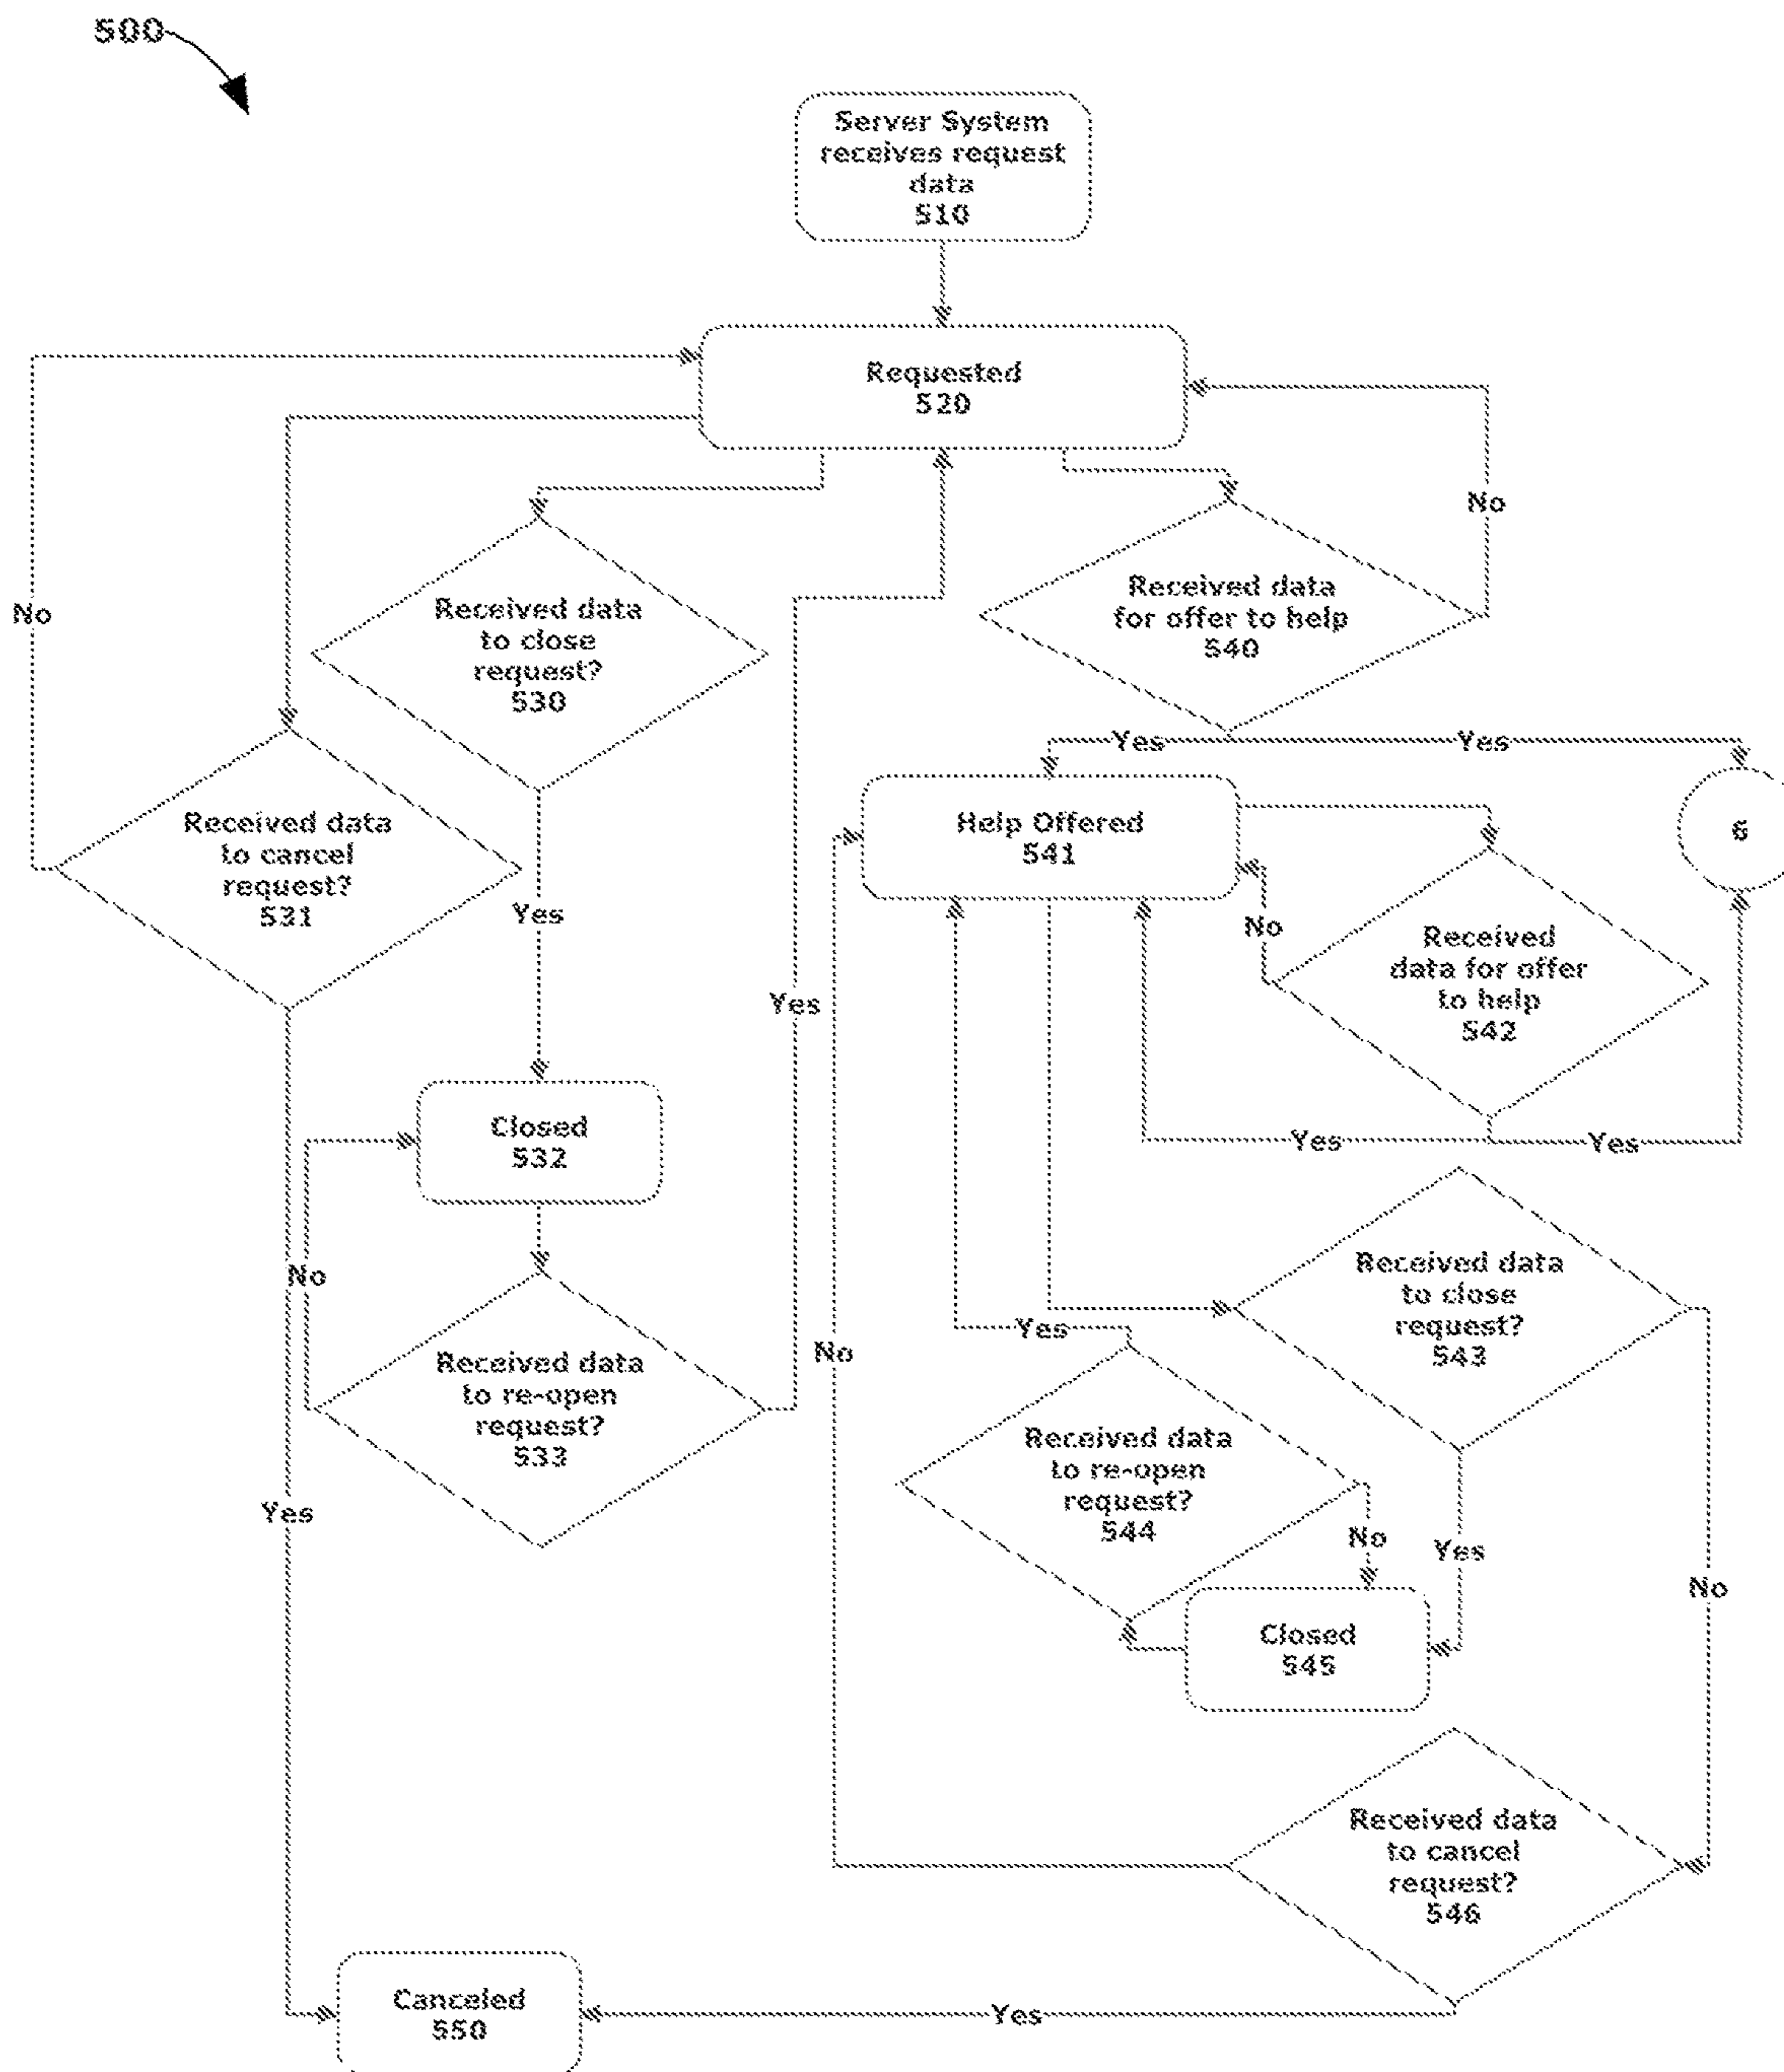 500
Server System
receives request
data
510
Requested
520
No
No
Received data
to close
request?
530
Received data
for offer to help
540
Yes
Yes
Received data
to cancel
request?
531
Help Offered
541
6
Yes
No
Received
data for offer
to help
542
Yes
Closed
532
Yes
Yes
No
Received data
to close
request?
543
Yes
No
Received data
to re-open
request?
533
Received data
to re-open
request?
544
Yes
No
Yes
No
Closed
545
Received data
to cancel
request?
546
Canceled
550
Yes